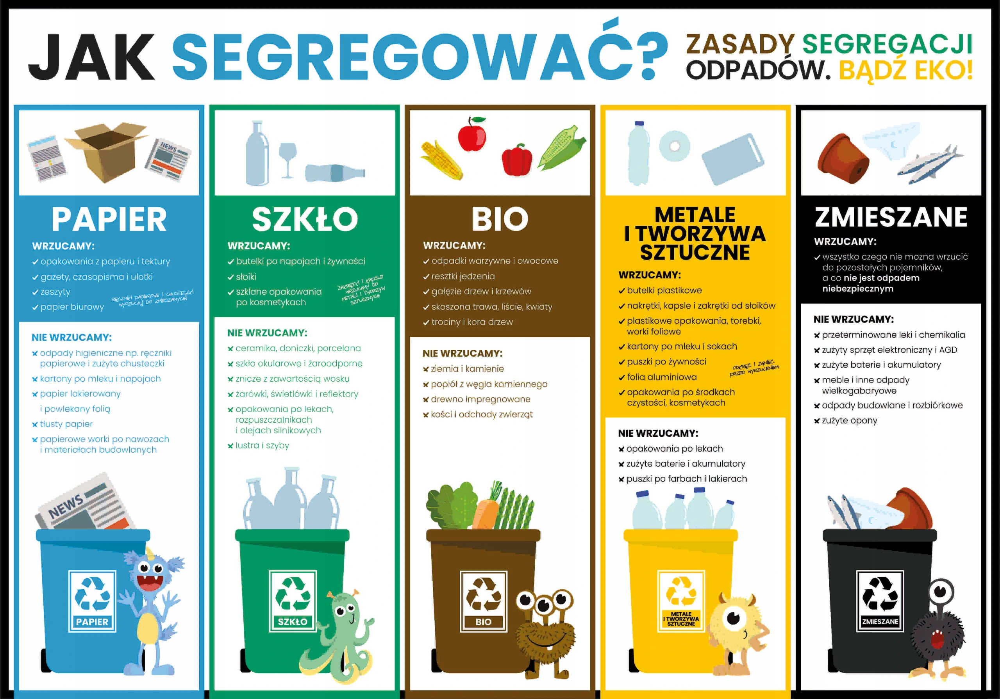 JAK SEGREGOWAĆ?
ZASADY SEGREGACJI
ODPADÓW. BĄDŹ EKO!
NEWS
PAPIER
WRZUCAMY:
✓ opakowania z papieru i tektury
✓ gazety, czasopisma i ulotki
✓ zeszyty
✓ papier biurowy
RĘCZNIKI PAPIEROWE I CHUSTECZKI
WYRZUCAJ DO ZMIESZANYCH!
NIE WRZUCAMY:
✗ odpady higieniczne np. ręczniki
papierowe i zużyte chusteczki
✗ kartony po mleku i napojach
✗ papier lakierowany
i powlekany folią
✗ tłusty papier
✗ papierowe worki po nawozach
i materiałach budowlanych
NEWS
PAPIER
SZKŁO
WRZUCAMY:
✓ butelki po napojach i żywności
✓ słoiki
✓ szklane opakowania
po kosmetykach
ZAKRĘTKI I KAPSLE
WRZUCAMY DO
METALI I TWORZYW
SZTUCZNYCH
NIE WRZUCAMY:
✗ ceramika, doniczki, porcelana
✗ szkło okularowe i żaroodporne
✗ znicze z zawartością wosku
✗ żarówki, świetlówki i reflektory
✗ opakowania po lekach,
rozpuszczalnikach
i olejach silnikowych
✗ lustra i szyby
SZKŁO
BIO
WRZUCAMY:
✓ odpadki warzywne i owocowe
✓ resztki jedzenia
✓ gałęzie drzew i krzewów
✓ skoszona trawa, liście, kwiaty
✓ trociny i kora drzew
NIE WRZUCAMY:
✗ ziemia i kamienie
✗ popiół z węgla kamiennego
✗ drewno impregnowane
✗ kości i odchody zwierząt
BIO
METALE
I TWORZYWA
SZTUCZNE
WRZUCAMY:
✓ butelki plastikowe
✓ nakrętki, kapsle i zakrętki od słoików
✓ plastikowe opakowania, torebki,
worki foliowe
✓ kartony po mleku i sokach
✓ puszki po żywności
✓ folia aluminiowa
✓ opakowania po środkach
czystości, kosmetykach
ODKRĘĆ I ZGNIEĆ
PRZED WYRZUCENIEM
NIE WRZUCAMY:
✗ opakowania po lekach
✗ zużyte baterie i akumulatory
✗ puszki po farbach i lakierach
METALE
I TWORZYWA
SZTUCZNE
ZMIESZANE
WRZUCAMY:
✓ wszystko czego nie można wrzucić
do pozostałych pojemników,
a co nie jest odpadem
niebezpiecznym
NIE WRZUCAMY:
✗ przeterminowane leki i chemikalia
✗ zużyty sprzęt elektroniczny i AGD
✗ zużyte baterie i akumulatory
✗ meble i inne odpady
wielkogabaryowe
✗ odpady budowlane i rozbiórkowe
✗ zużyte opony
ZMIESZANE